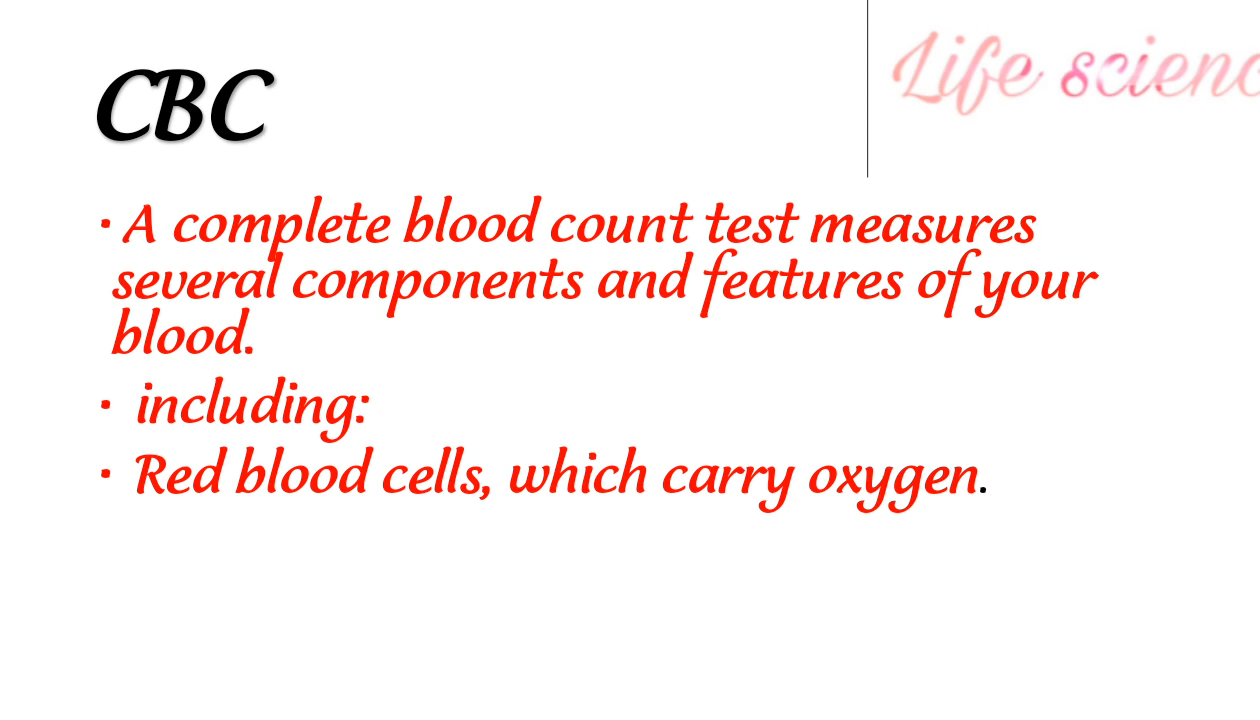 Life scienc
CBC
• A complete blood count test measures
several components and features of your
blood.
• including:
• Red blood cells, which carry oxygen.